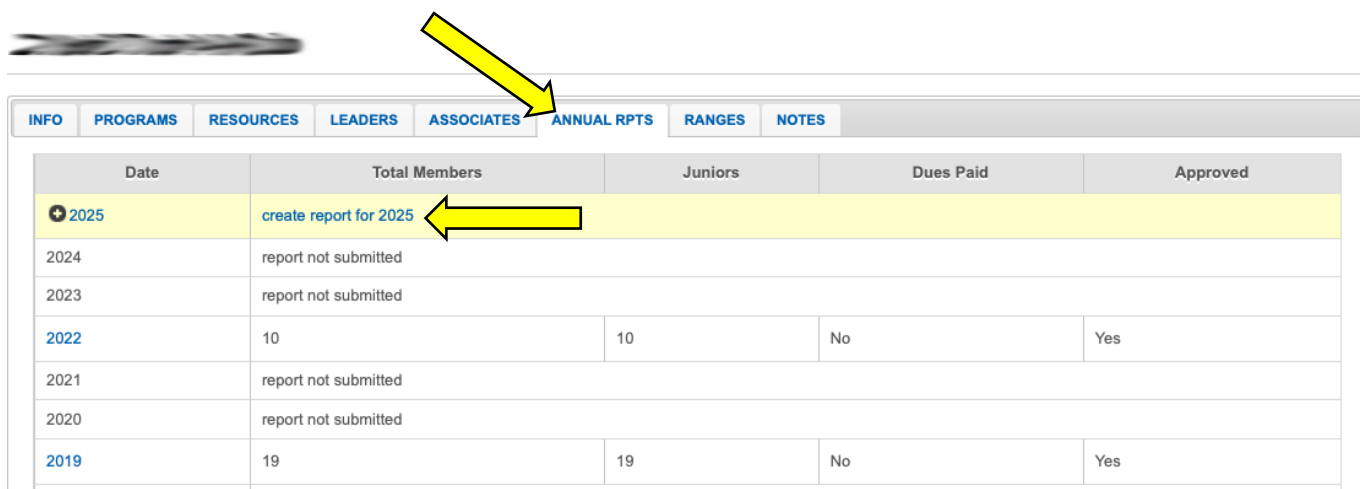 INFO PROGRAMS RESOURCES LEADERS ASSOCIATES ANNUAL RPTS RANGES NOTES
Date Total Members Juniors Dues Paid Approved
2025 create report for 2025
2024 report not submitted
2023 report not submitted
2022 10 10 No Yes
2021 report not submitted
2020 report not submitted
2019 19 19 No Yes